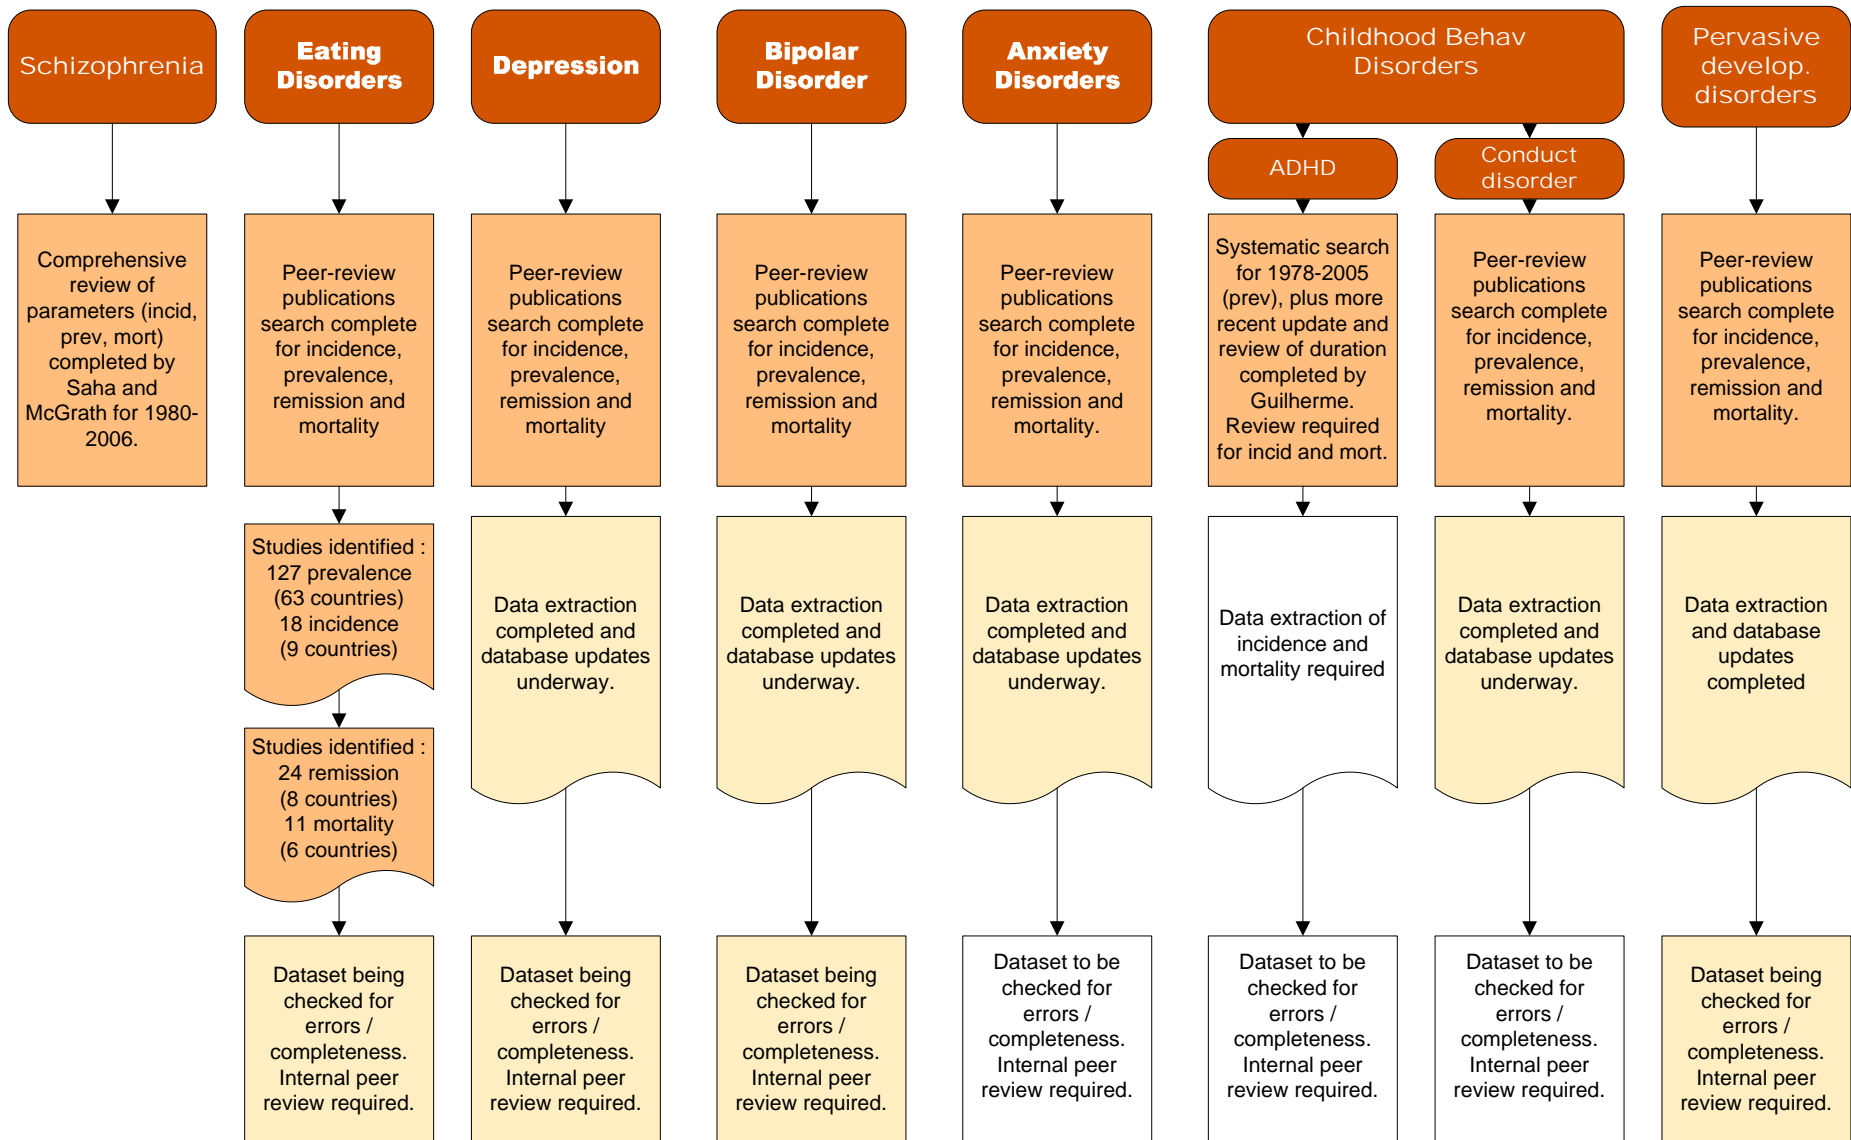 Schizophrenia
Eating
Disorders
Depression
Bipolar
Disorder
Anxiety
Disorders
Childhood Behav
Disorders
Pervasive
develop.
disorders
ADHD
Conduct
disorder
Comprehensive
review of
parameters (incid,
prev, mort)
completed by
Saha and
McGrath for 1980-
2006.
Peer-review
publications
search complete
for incidence,
prevalence,
remission and
mortality
Peer-review
publications
search complete
for incidence,
prevalence,
remission and
mortality
Peer-review
publications
search complete
for incidence,
prevalence,
remission and
mortality
Peer-review
publications
search complete
for incidence,
prevalence,
remission and
mortality.
Systematic search
for 1978-2005
(prev), plus more
recent update and
review of duration
completed by
Guilherme.
Review required
for incid and mort.
Peer-review
publications
search complete
for incidence,
prevalence,
remission and
mortality.
Peer-review
publications
search complete
for incidence,
prevalence,
remission and
mortality.
Studies identified :
127 prevalence
(63 countries)
18 incidence
(9 countries)
Studies identified :
24 remission
(8 countries)
11 mortality
(6 countries)
Data extraction
completed and
database updates
underway.
Data extraction
completed and
database updates
underway.
Data extraction
completed and
database updates
underway.
Data extraction of
incidence and
mortality required
Data extraction
completed and
database updates
underway.
Data extraction
and database
updates
completed
Dataset being
checked for
errors /
completeness.
Internal peer
review required.
Dataset being
checked for
errors /
completeness.
Internal peer
review required.
Dataset being
checked for
errors /
completeness.
Internal peer
review required.
Dataset to be
checked for
errors /
completeness.
Internal peer
review required.
Dataset to be
checked for
errors /
completeness.
Internal peer
review required.
Dataset to be
checked for
errors /
completeness.
Internal peer
review required.
Dataset being
checked for
errors /
completeness.
Internal peer
review required.